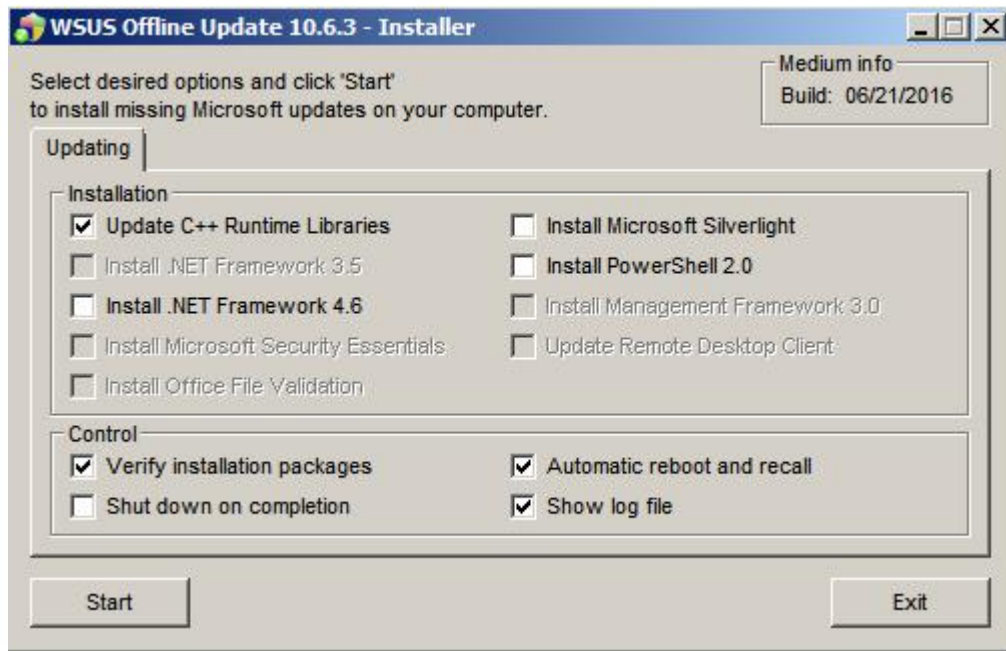 WSUS Offline Update 10.6.3 - Installer
Select desired options and click 'Start'
to install missing Microsoft updates on your computer.
Medium info
Build: 06/21/2016
Updating
Installation
Update C++ Runtime Libraries
Install Microsoft Silverlight
Install .NET Framework 3.5
Install PowerShell 2.0
Install .NET Framework 4.6
Install Management Framework 3.0
Install Microsoft Security Essentials
Update Remote Desktop Client
Install Office File Validation
Control
Verify installation packages
Automatic reboot and recall
Shut down on completion
Show log file
Start
Exit